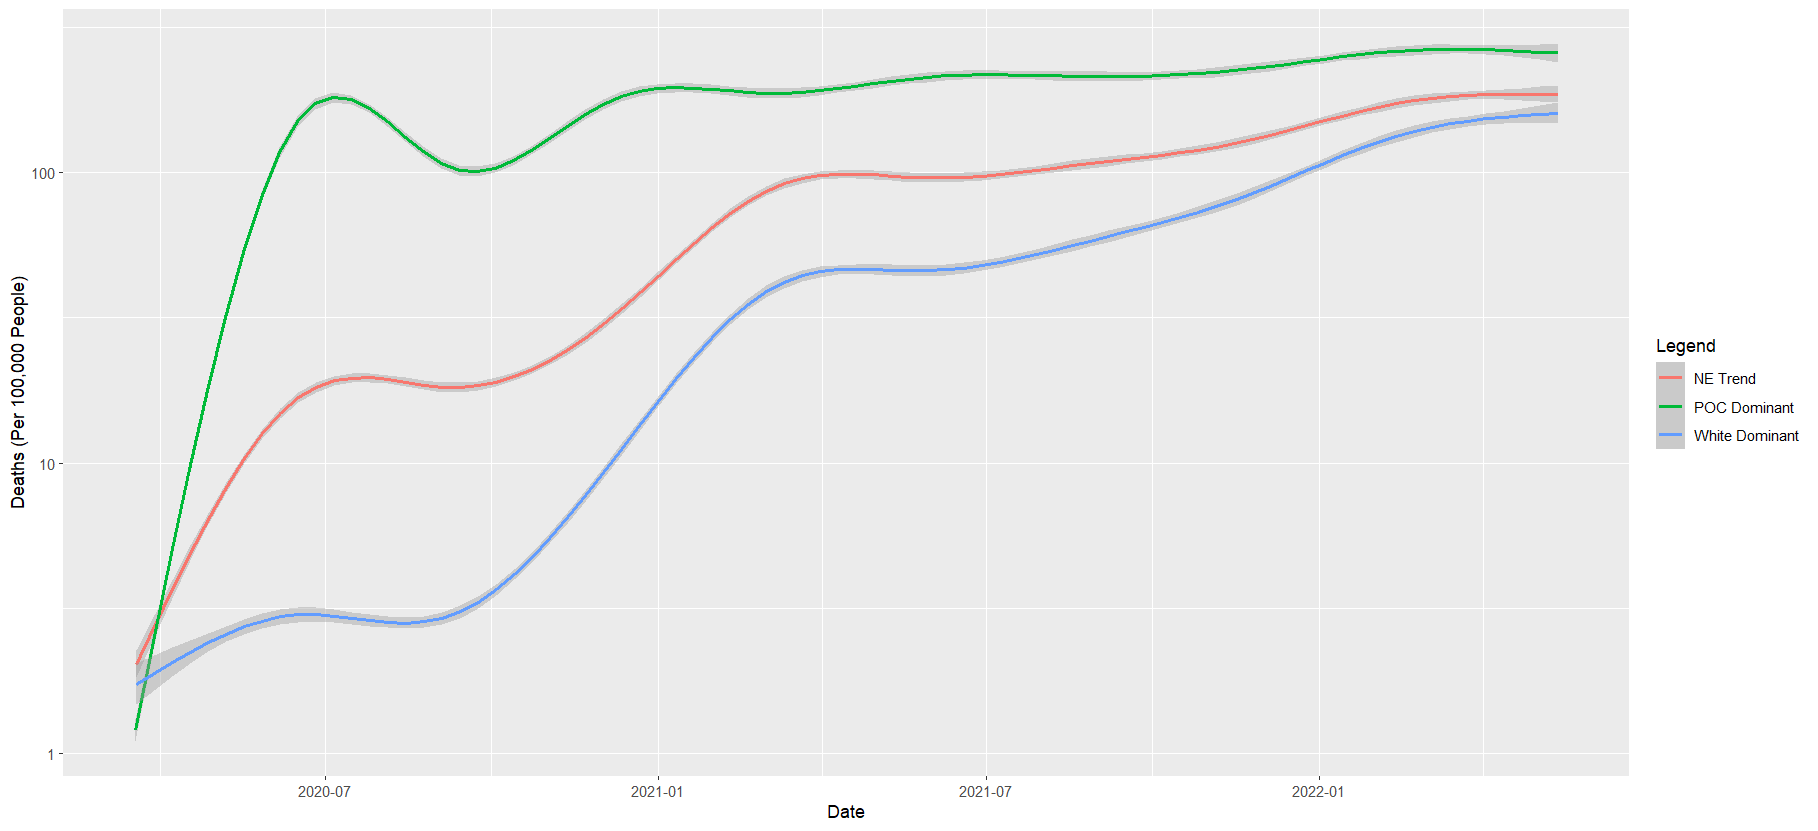 Deaths (Per 100,000 People)
100
10
1
2020-07
2021-01
2021-07
2022-01
Date
Legend
NE Trend
POC Dominant
White Dominant